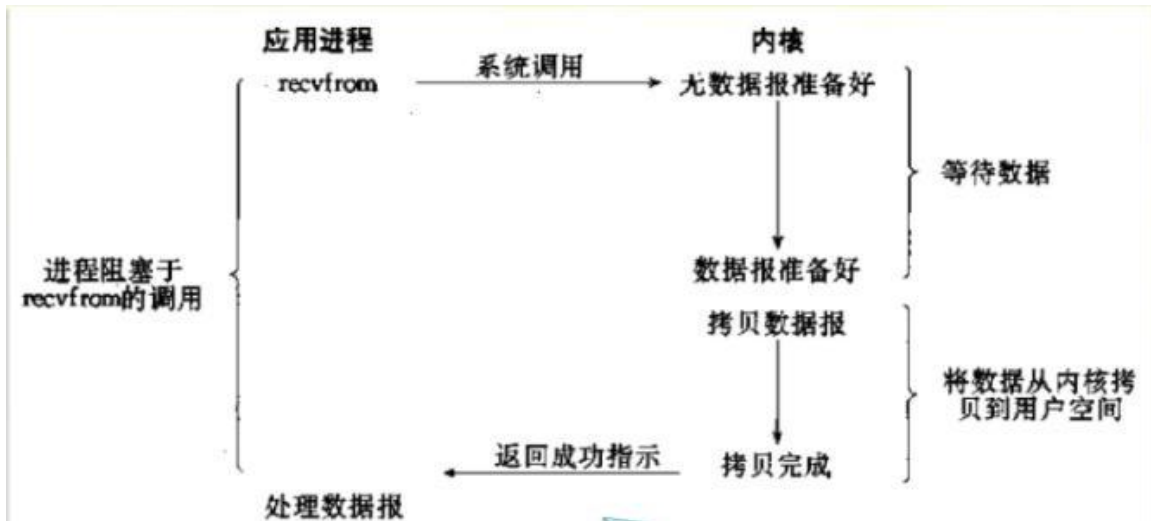 应用进程
内核
recvfrom
系统调用
无数据报准备好
等待数据
进程阻塞于
recvfrom的调用
数据报准备好
拷贝数据报
将数据从内核拷
贝到用户空间
返回成功指示
拷贝完成
处理数据报